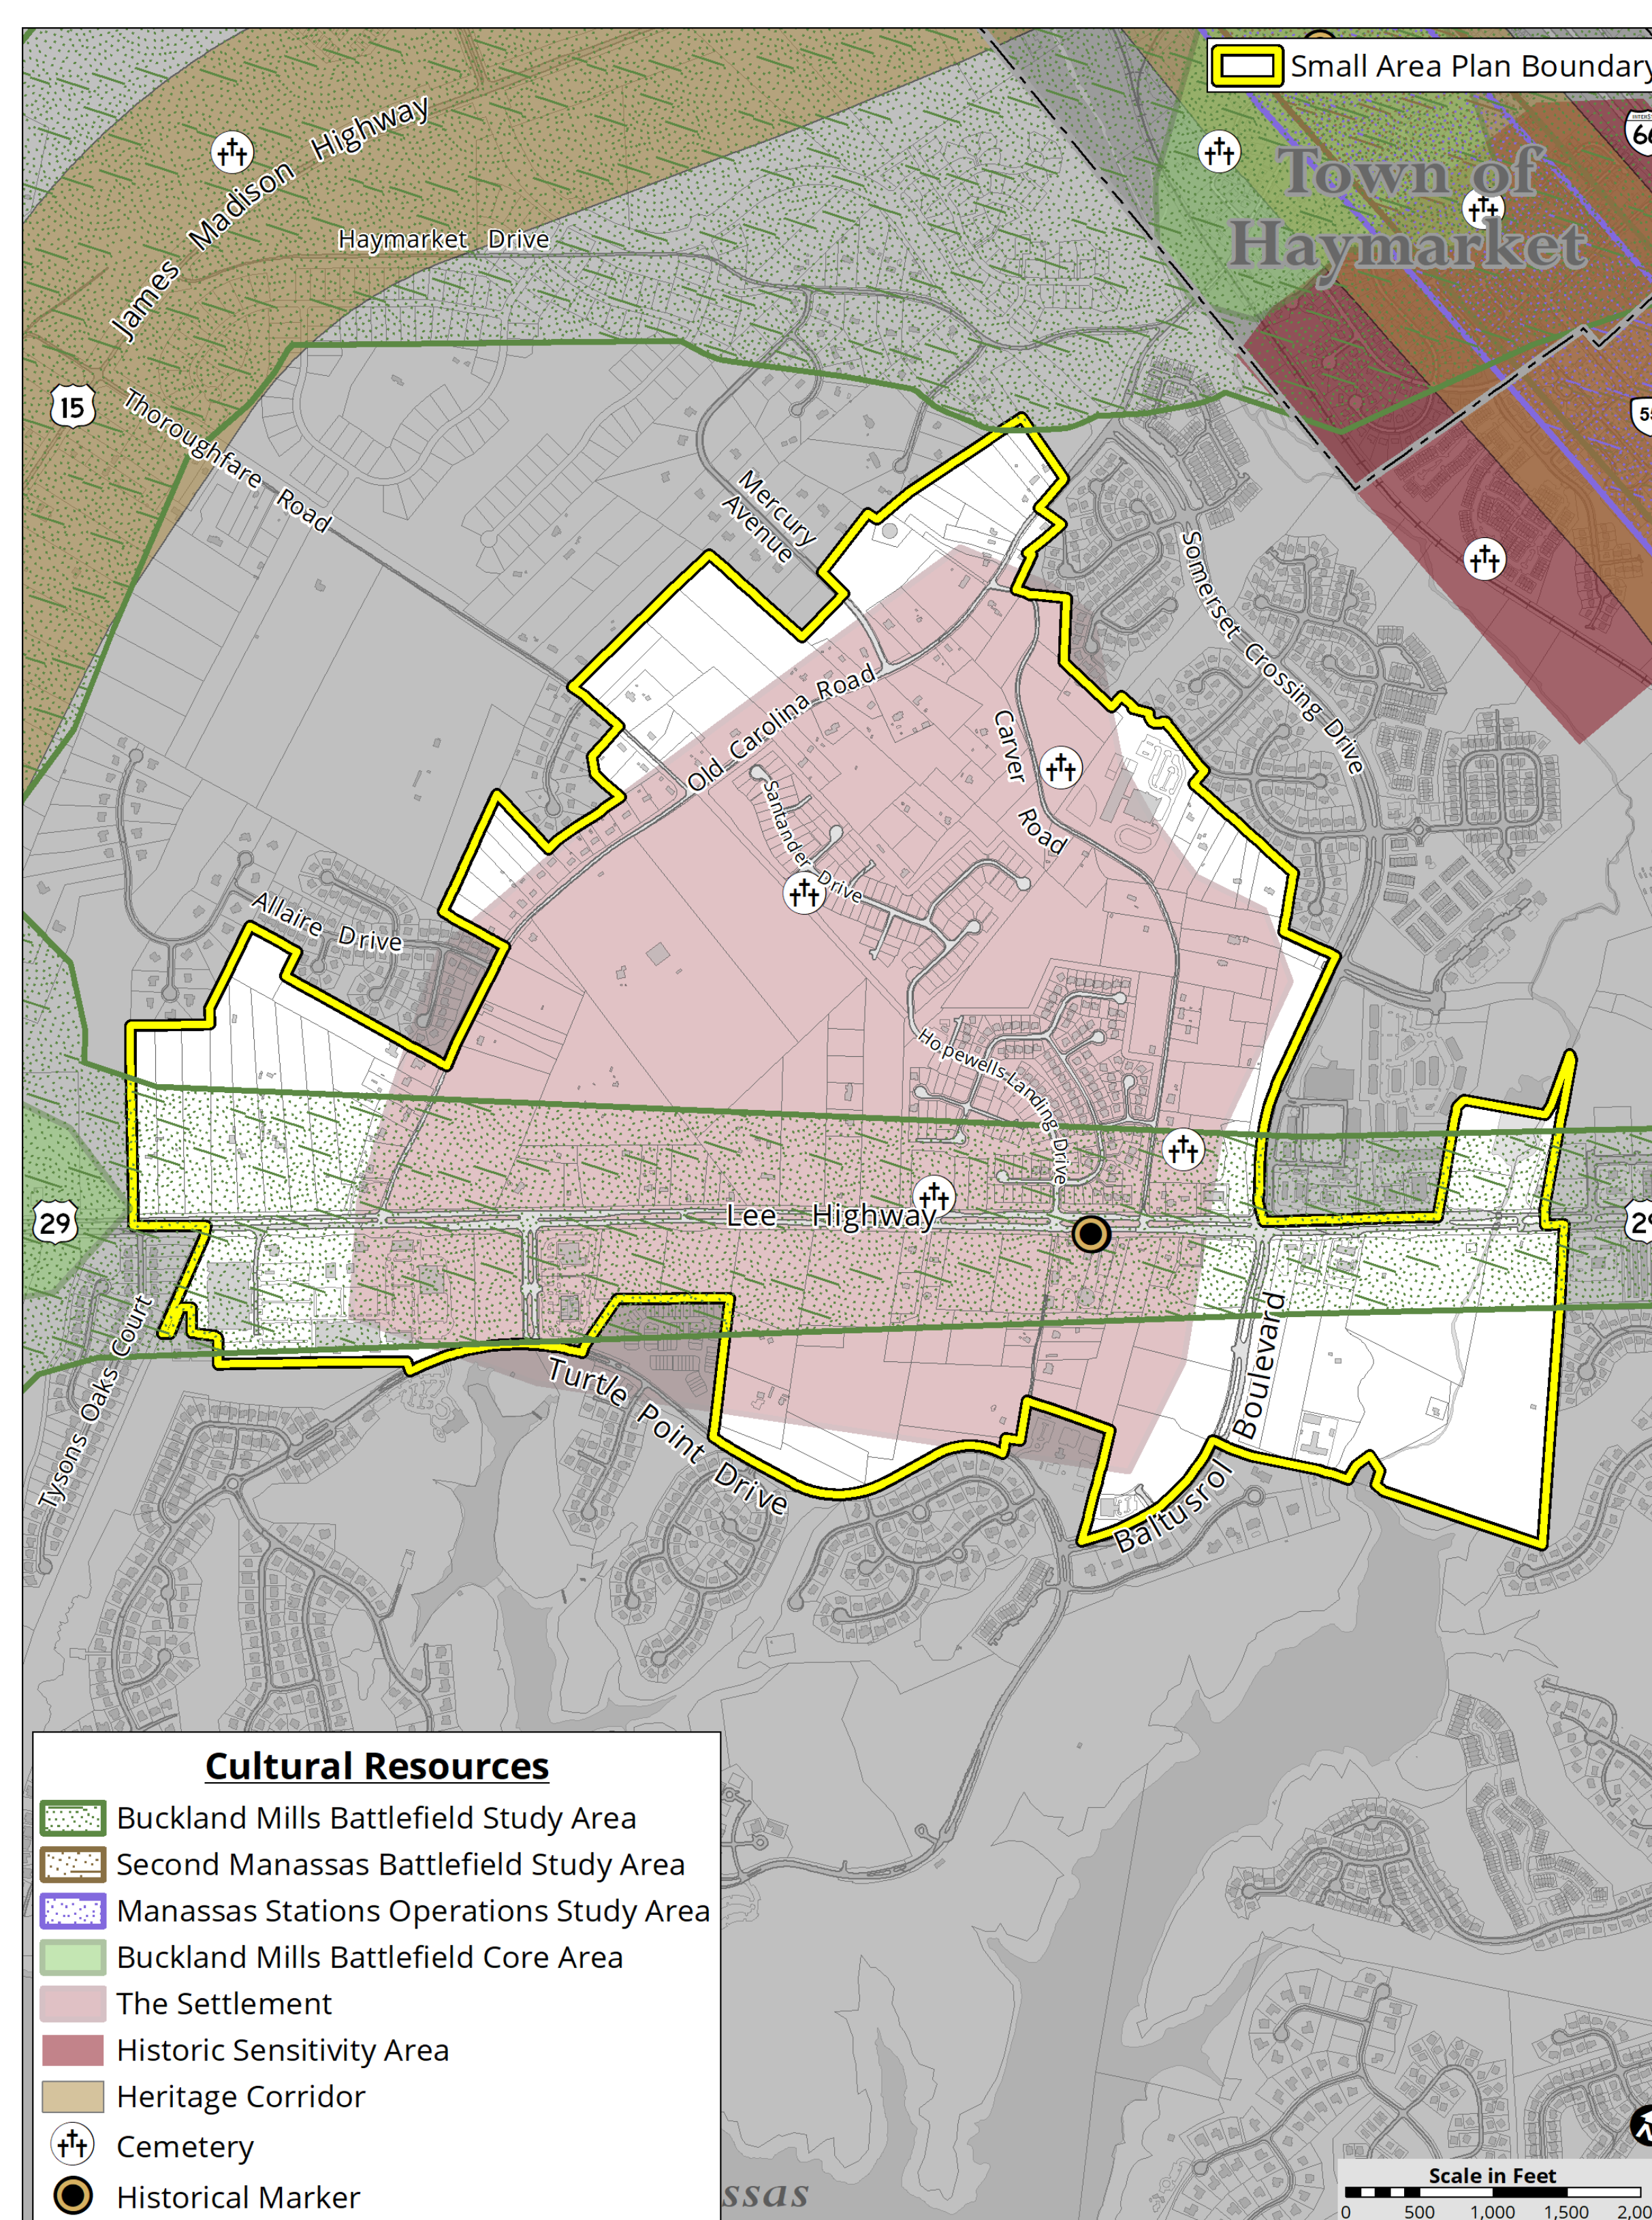 Small Area Plan Boundary
James Madison Highway
Town of
Haymarket
Haymarket Drive
15
Thoroughfare Road
Mercury
Avenue
Somerset Crossing Drive
Old Carolina Road
Carver Road
Santander Drive
Allaire Drive
Hopewells Landing Drive
Lee Highway
29
Tysons Oaks Court
Turtle Point Drive
Baltusrol Boulevard
Cultural Resources
Buckland Mills Battlefield Study Area
Second Manassas Battlefield Study Area
Manassas Stations Operations Study Area
Buckland Mills Battlefield Core Area
The Settlement
Historic Sensitivity Area
Heritage Corridor
Cemetery
Historical Marker
ssas
Scale in Feet
0 500 1,000 1,500